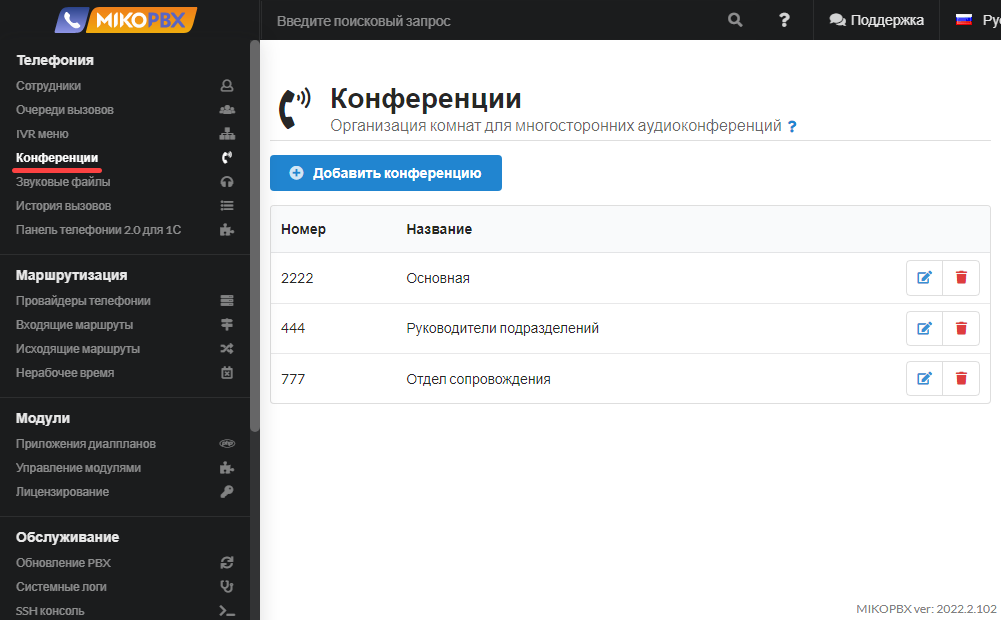 MIKOPBX
Введите поисковый запрос
?
Поддержка
Телефония
Сотрудники
Очереди вызовов
IVR меню
Конференции
Звуковые файлы
История вызовов
Панель телефонии 2.0 для 1С
Маршрутизация
Провайдеры телефонии
Входящие маршруты
Исходящие маршруты
Нерабочее время
Модули
Приложения диалпланов
Управление модулями
Лицензирование
Обслуживание
Обновление PBX
Системные логи
SSH консоль
Конференции
Организация комнат для многосторонних аудиоконференций ?
Добавить конференцию
Номер Название
2222 Основная
444 Руководители подразделений
777 Отдел сопровождения
MIKOPBX ver: 2022.2.102